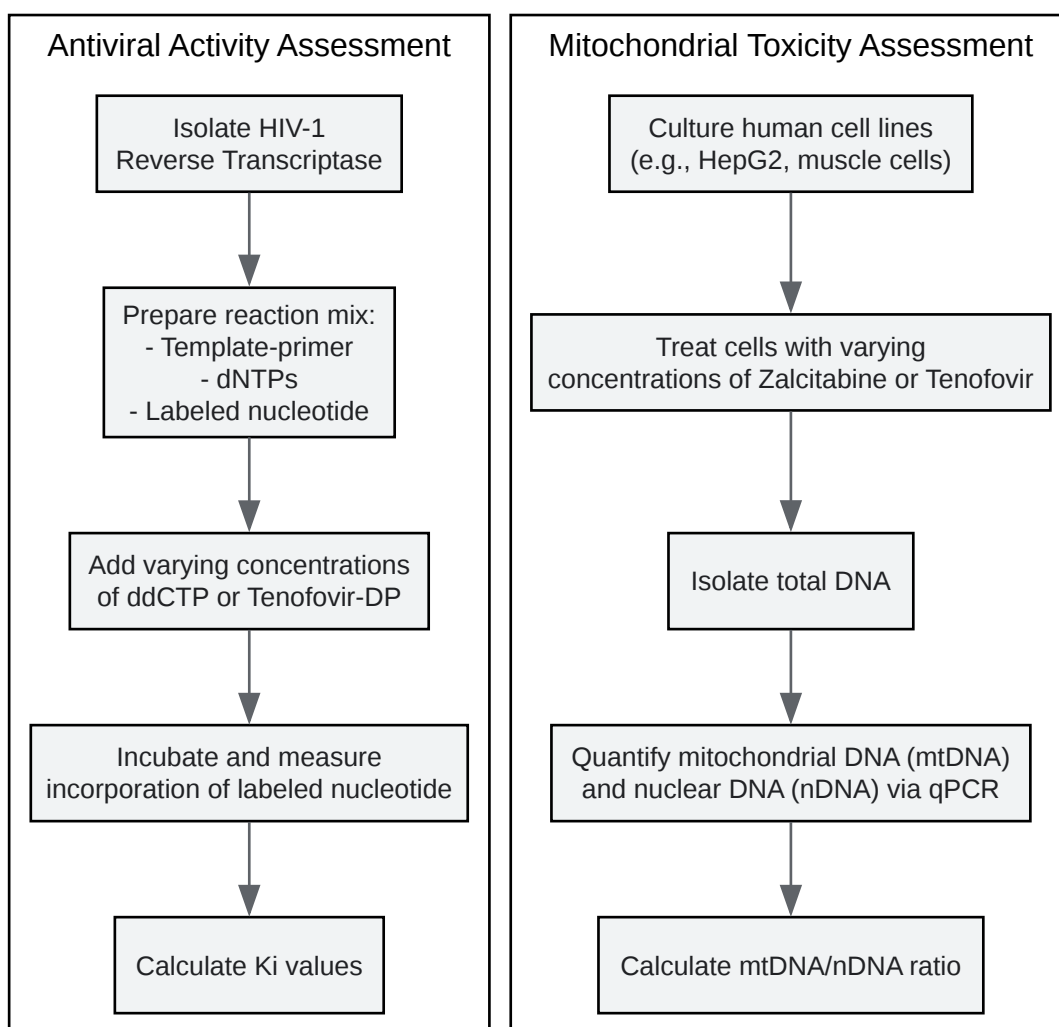 Antiviral Activity Assessment
Isolate HIV-1
Reverse Transcriptase
Prepare reaction mix:
- Template-primer
- dNTPs
- Labeled nucleotide
Add varying concentrations
of ddCTP or Tenofovir-DP
Incubate and measure
incorporation of labeled nucleotide
Calculate Ki values
Mitochondrial Toxicity Assessment
Culture human cell lines
(e.g., HepG2, muscle cells)
Treat cells with varying
concentrations of Zalcitabine or Tenofovir
Isolate total DNA
Quantify mitochondrial DNA (mtDNA)
and nuclear DNA (nDNA) via qPCR
Calculate mtDNA/nDNA ratio